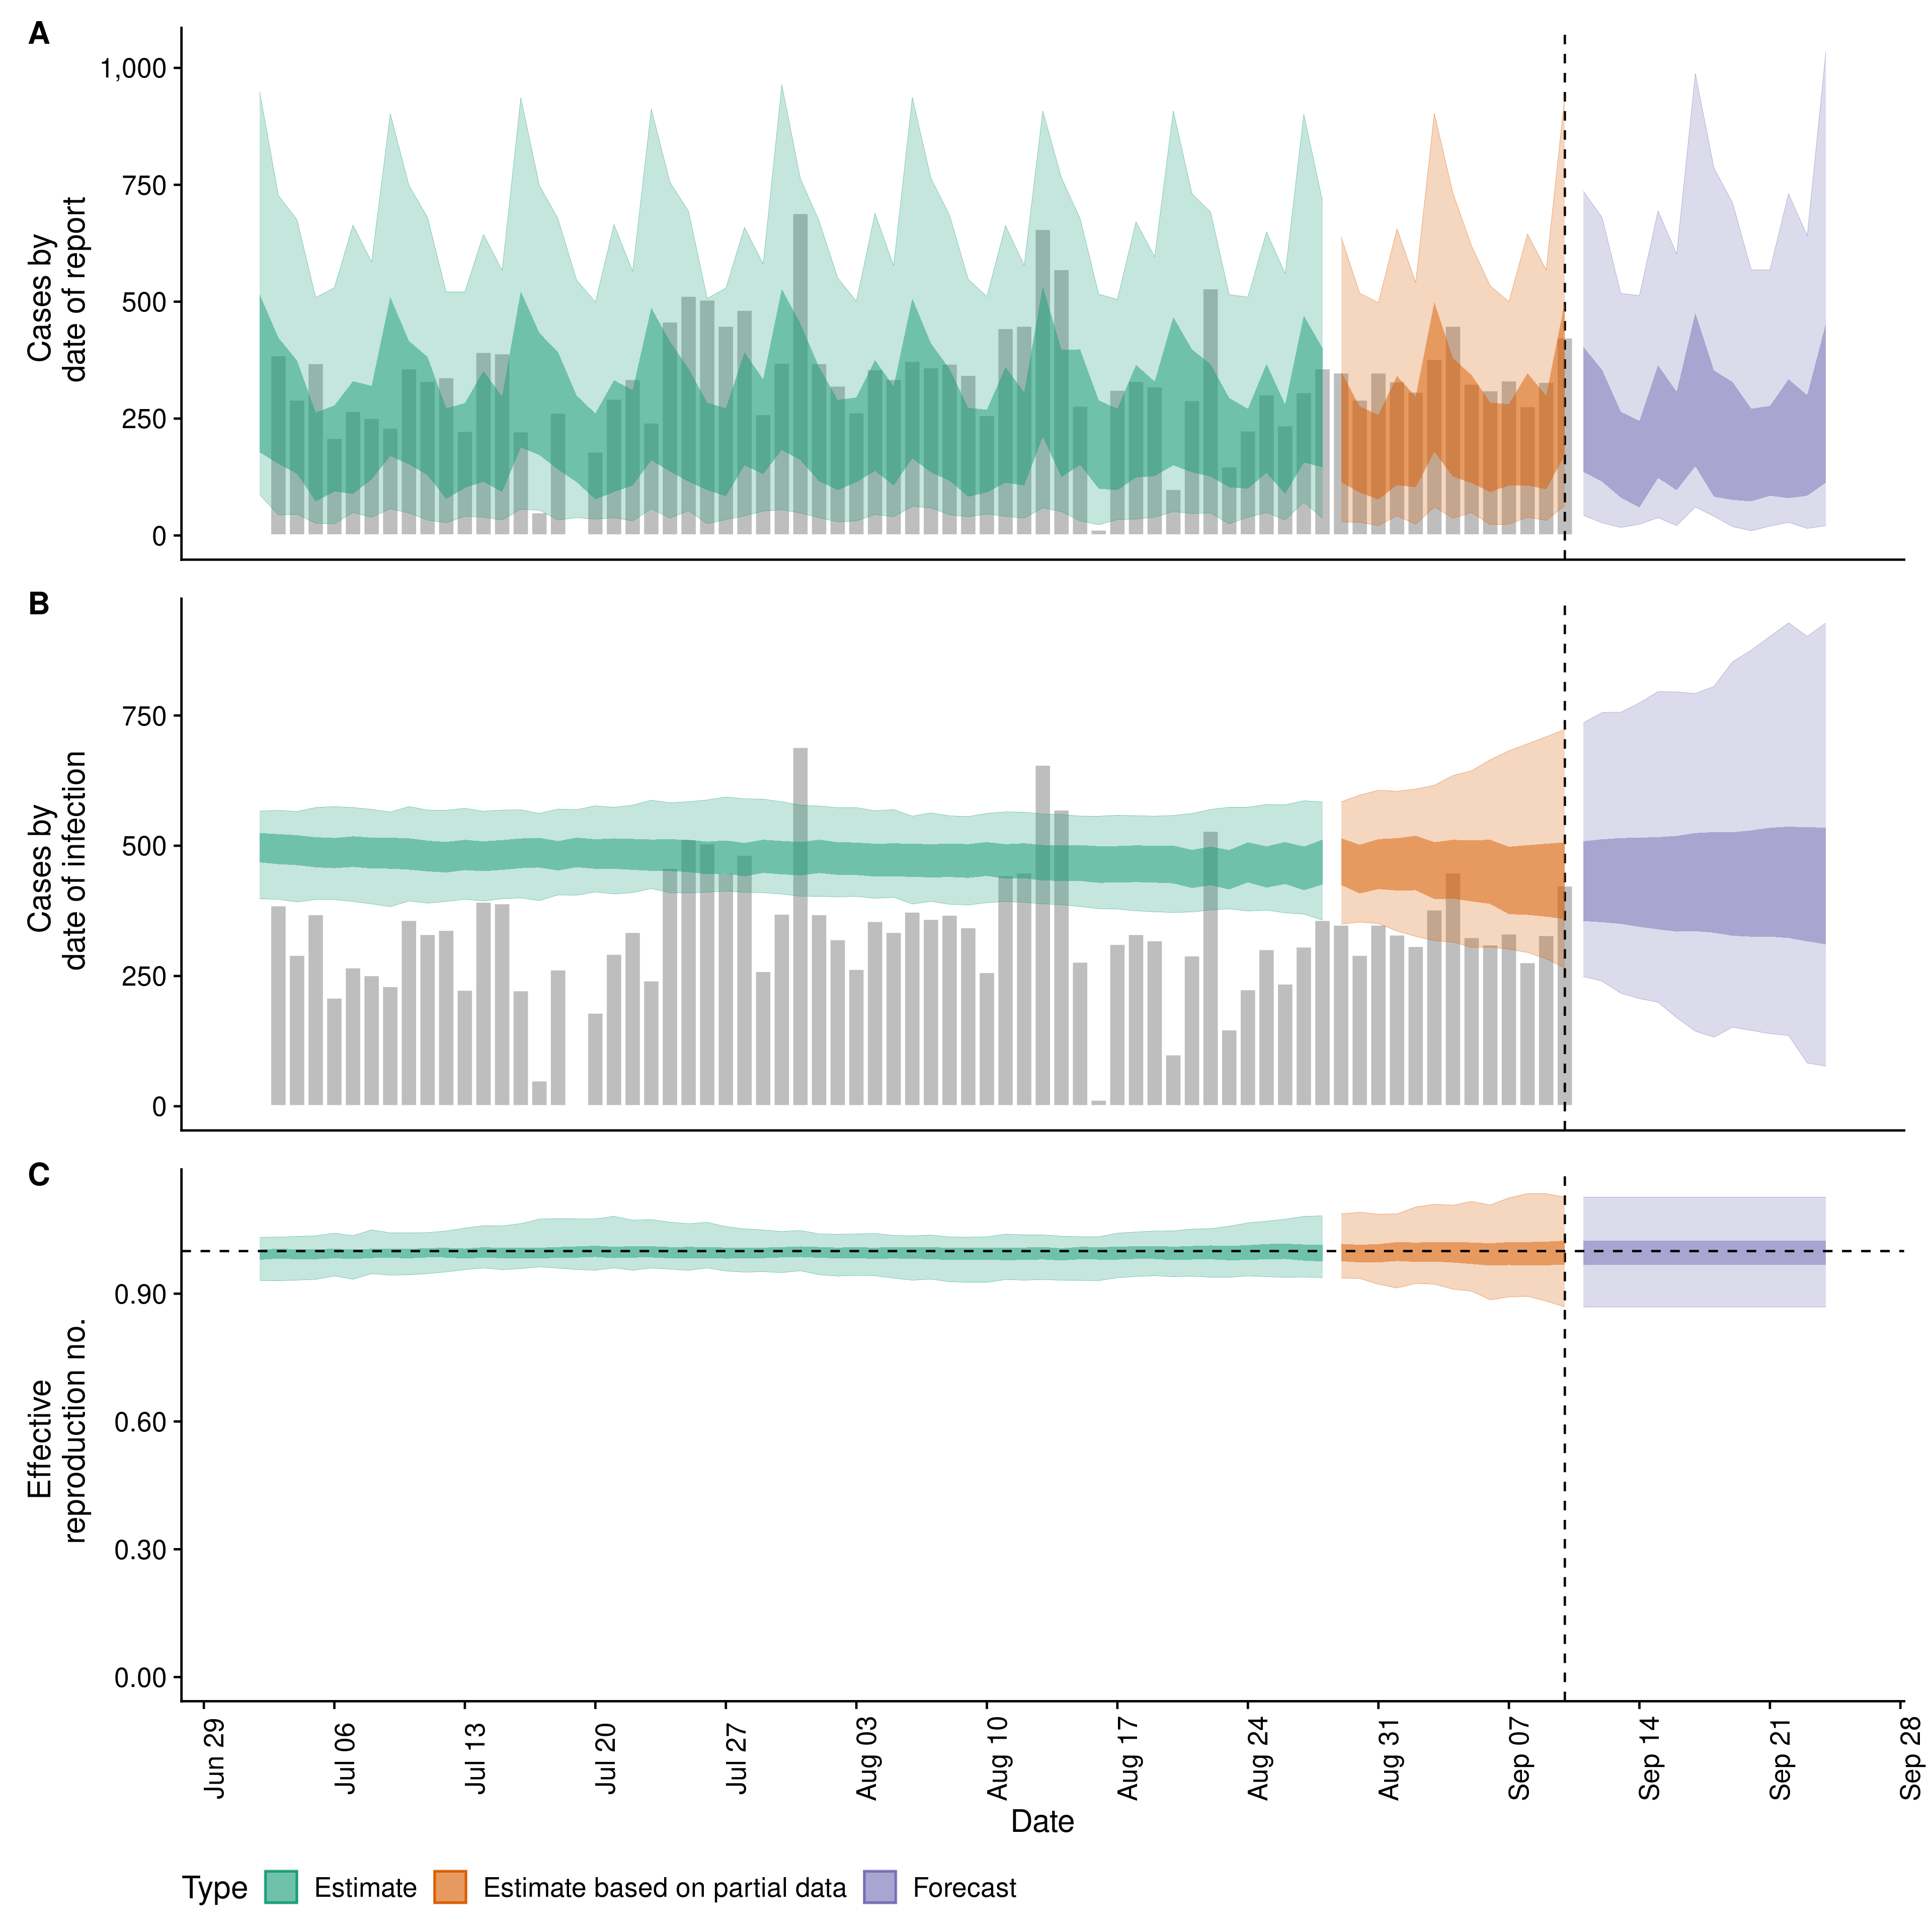 A
1,000
750
500
250
0
Cases by
date of report
B
750
500
250
0
Cases by
date of infection
C
0.90
0.60
0.30
0.00
Effective
reproduction no.
Jun 29
Jul 06
Jul 13
Jul 20
Jul 27
Aug 03
Aug 10
Aug 17
Aug 24
Aug 31
Sep 07
Sep 14
Sep 21
Sep 28
Date
Type Estimate Estimate based on partial data Forecast